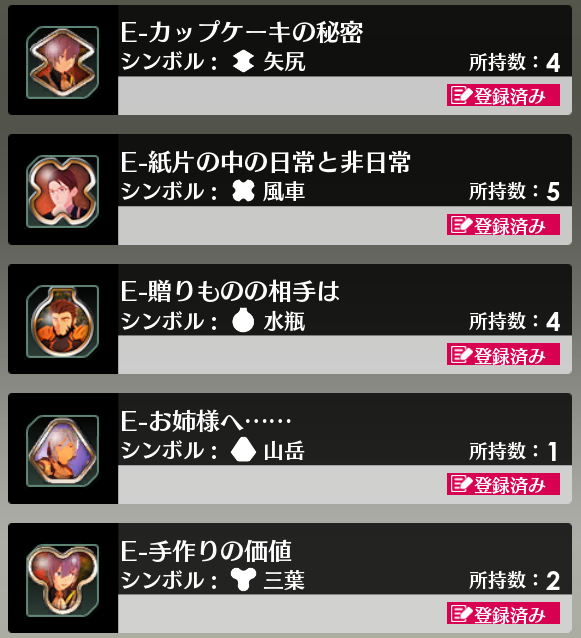 E-カップケーキの秘密
シンボル： 矢尻 所持数：4
登録済み
E-紙片の中の日常と非日常
シンボル： 風車 所持数：5
登録済み
E-贈りものの相手は
シンボル： 水瓶 所持数：4
登録済み
E-お姉様へ……
シンボル： 山岳 所持数：1
登録済み
E-手作りの価値
シンボル： 三葉 所持数：2
登録済み